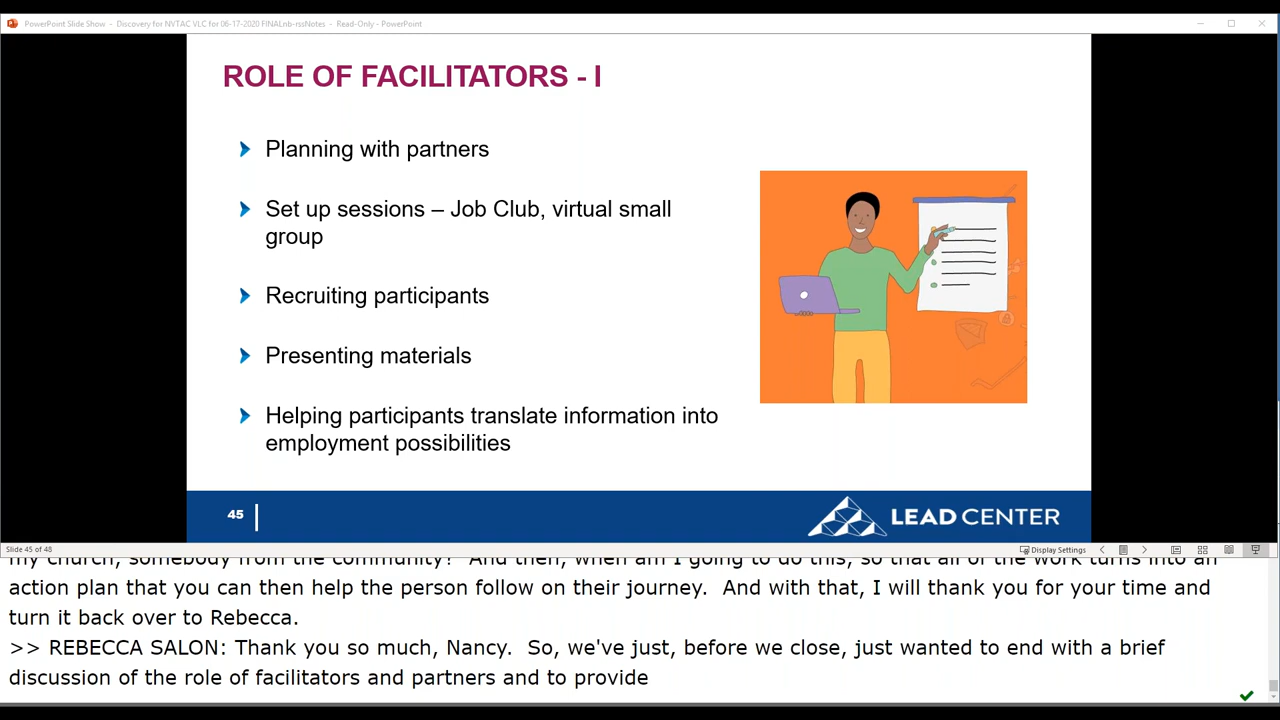 PowerPoint Slide Show - Discovery for NYTAC VLC for 06-17-2020 FINALnb-rssNotes - Read-Only - PowerPoint
ROLE OF FACILITATORS - I
Planning with partners
Set up sessions – Job Club, virtual small
group
Recruiting participants
Presenting materials
Helping participants translate information into
employment possibilities
45
LEAD CENTER
Slide 45 of 48
Display Settings
my church, somebody from the community? And then, when am I going to do this, so that all of the work turns into an
action plan that you can then help the person follow on their journey. And with that, I will thank you for your time and
turn it back over to Rebecca.
>> REBECCA SALON: Thank you so much, Nancy. So, we've just, before we close, just wanted to end with a brief
discussion of the role of facilitators and partners and to provide